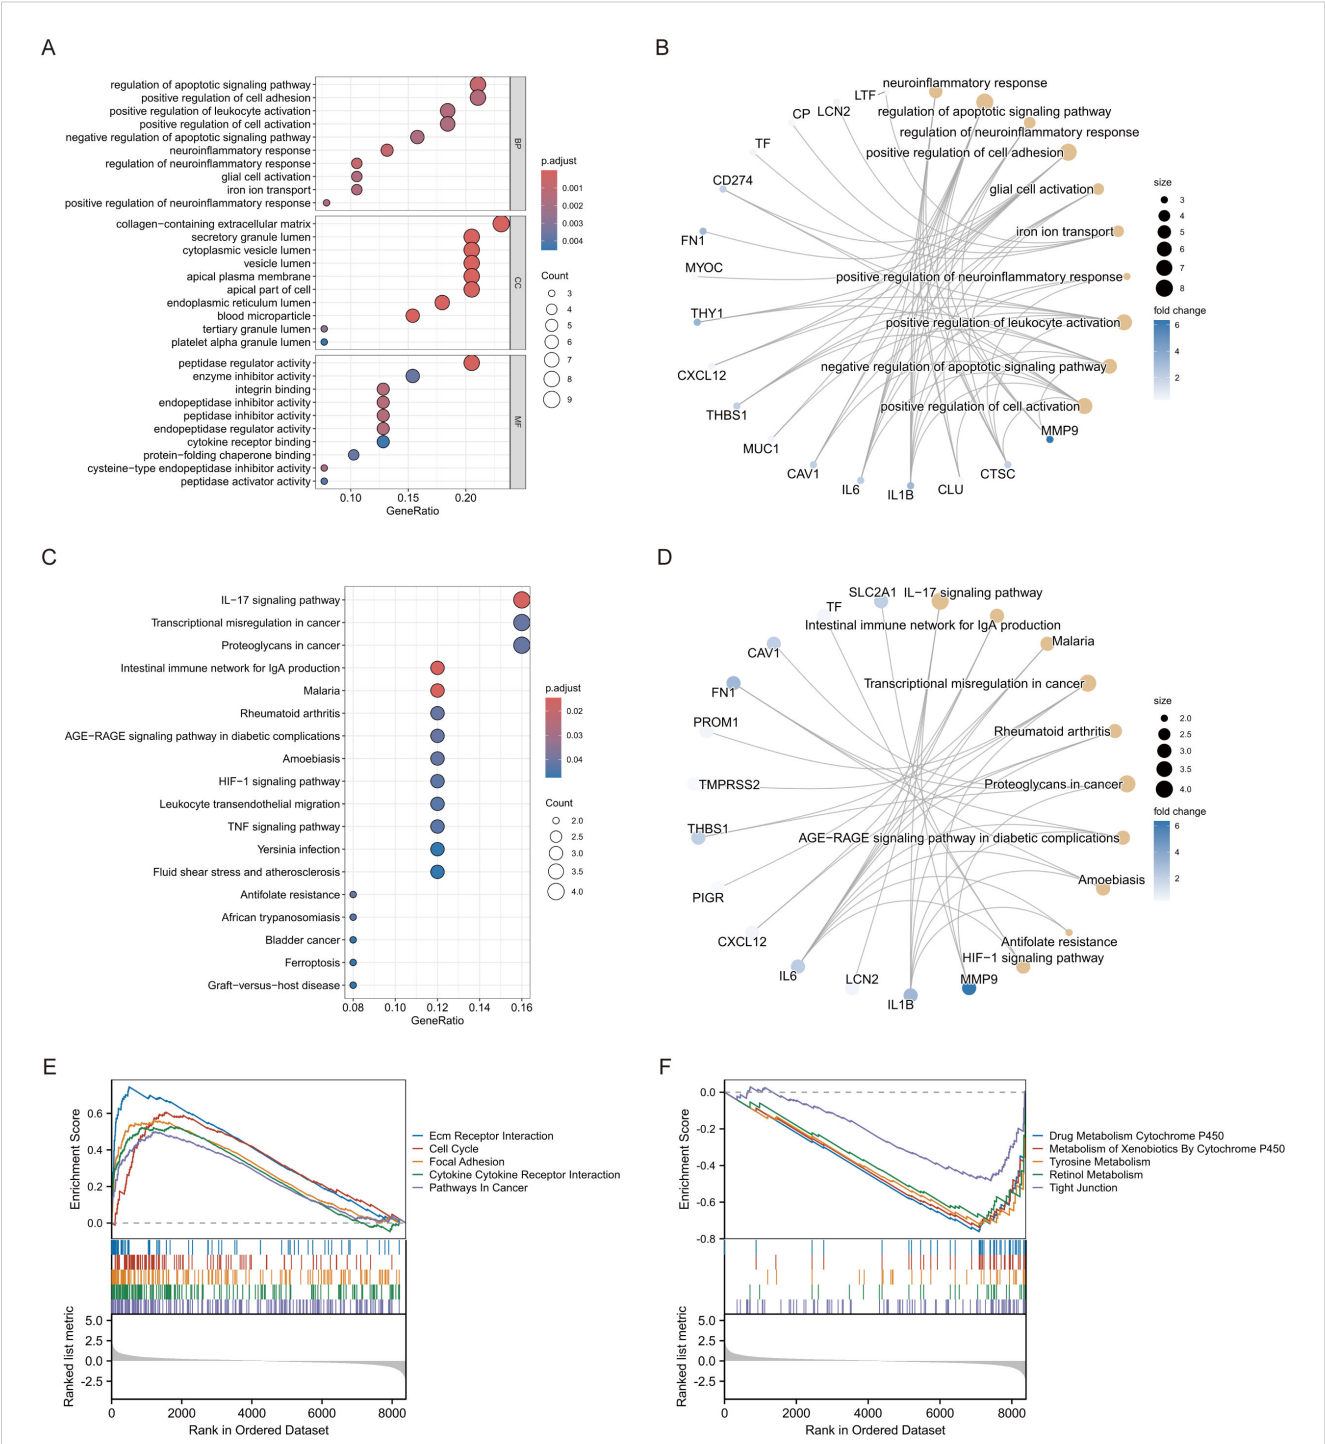 A
regulation of apoptotic signaling pathway
positive regulation of cell adhesion
positive regulation of leukocyte activation
positive regulation of cell activation
negative regulation of apoptotic signaling pathway
neuroinflammatory response
regulation of neuroinflammatory response
glial cell activation
iron ion transport
positive regulation of neuroinflammatory response
BP
collagen−containing extracellular matrix
secretory granule lumen
cytoplasmic vesicle lumen
vesicle lumen
apical plasma membrane
apical part of cell
endoplasmic reticulum lumen
blood microparticle
tertiary granule lumen
platelet alpha granule lumen
CC
peptidase regulator activity
enzyme inhibitor activity
integrin binding
endopeptidase inhibitor activity
peptidase inhibitor activity
endopeptidase regulator activity
cytokine receptor binding
protein−folding chaperone binding
cysteine−type endopeptidase inhibitor activity
peptidase activator activity
MF
0.10 0.15 0.20
GeneRatio
p.adjust
0.001
0.002
0.003
0.004
Count
3
4
5
6
7
8
9
B
neuroinflammatory response
regulation of apoptotic signaling pathway
regulation of neuroinflammatory response
positive regulation of cell adhesion
glial cell activation
iron ion transport
positive regulation of neuroinflammatory response
positive regulation of leukocyte activation
negative regulation of apoptotic signaling pathway
positive regulation of cell activation
MMP9
CTSC
CLU
IL1B
IL6
CAV1
MUC1
THBS1
CXCL12
THY1
MYOC
FN1
CD274
TF
CP
LCN2
LTF
size
3
4
5
6
7
8
fold change
6
4
2
C
IL−17 signaling pathway
Transcriptional misregulation in cancer
Proteoglycans in cancer
Intestinal immune network for IgA production
Malaria
Rheumatoid arthritis
AGE−RAGE signaling pathway in diabetic complications
Amoebiasis
HIF−1 signaling pathway
Leukocyte transendothelial migration
TNF signaling pathway
Yersinia infection
Fluid shear stress and atherosclerosis
Antifolate resistance
African trypanosomiasis
Bladder cancer
Ferroptosis
Graft−versus−host disease
0.08 0.10 0.12 0.14 0.16
GeneRatio
p.adjust
0.02
0.03
0.04
Count
2.0
2.5
3.0
3.5
4.0
D
IL−17 signaling pathway
Intestinal immune network for IgA production
Malaria
Transcriptional misregulation in cancer
Rheumatoid arthritis
Proteoglycans in cancer
AGE−RAGE signaling pathway in diabetic complications
Amoebiasis
Antifolate resistance
HIF−1 signaling pathway
MMP9
IL1B
LCN2
IL6
CXCL12
PIGR
THBS1
TMPRSS2
PROM1
FN1
CAV1
TF
SLC2A1
size
2.0
2.5
3.0
3.5
4.0
fold change
6
4
2
E
Enrichment Score
0.6
0.4
0.2
0.0
Ecm Receptor Interaction
Cell Cycle
Focal Adhesion
Cytokine Cytokine Receptor Interaction
Pathways In Cancer
Ranked list metric
5.0
2.5
0.0
-2.5
0 2000 4000 6000 8000
Rank in Ordered Dataset
F
Enrichment Score
0.0
-0.2
-0.4
-0.6
-0.8
Drug Metabolism Cytochrome P450
Metabolism of Xenobiotics By Cytochrome P450
Tyrosine Metabolism
Retinol Metabolism
Tight Junction
Ranked list metric
5.0
2.5
0.0
-2.5
0 2000 4000 6000 8000
Rank in Ordered Dataset